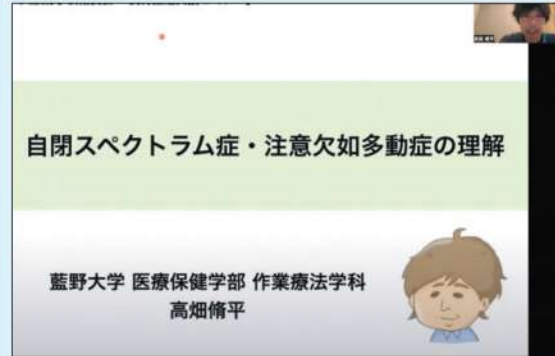 自閉スペクトラム症・注意欠如多動症の理解
藍野大学 医療保健学部 作業療法学科
高畑脩平